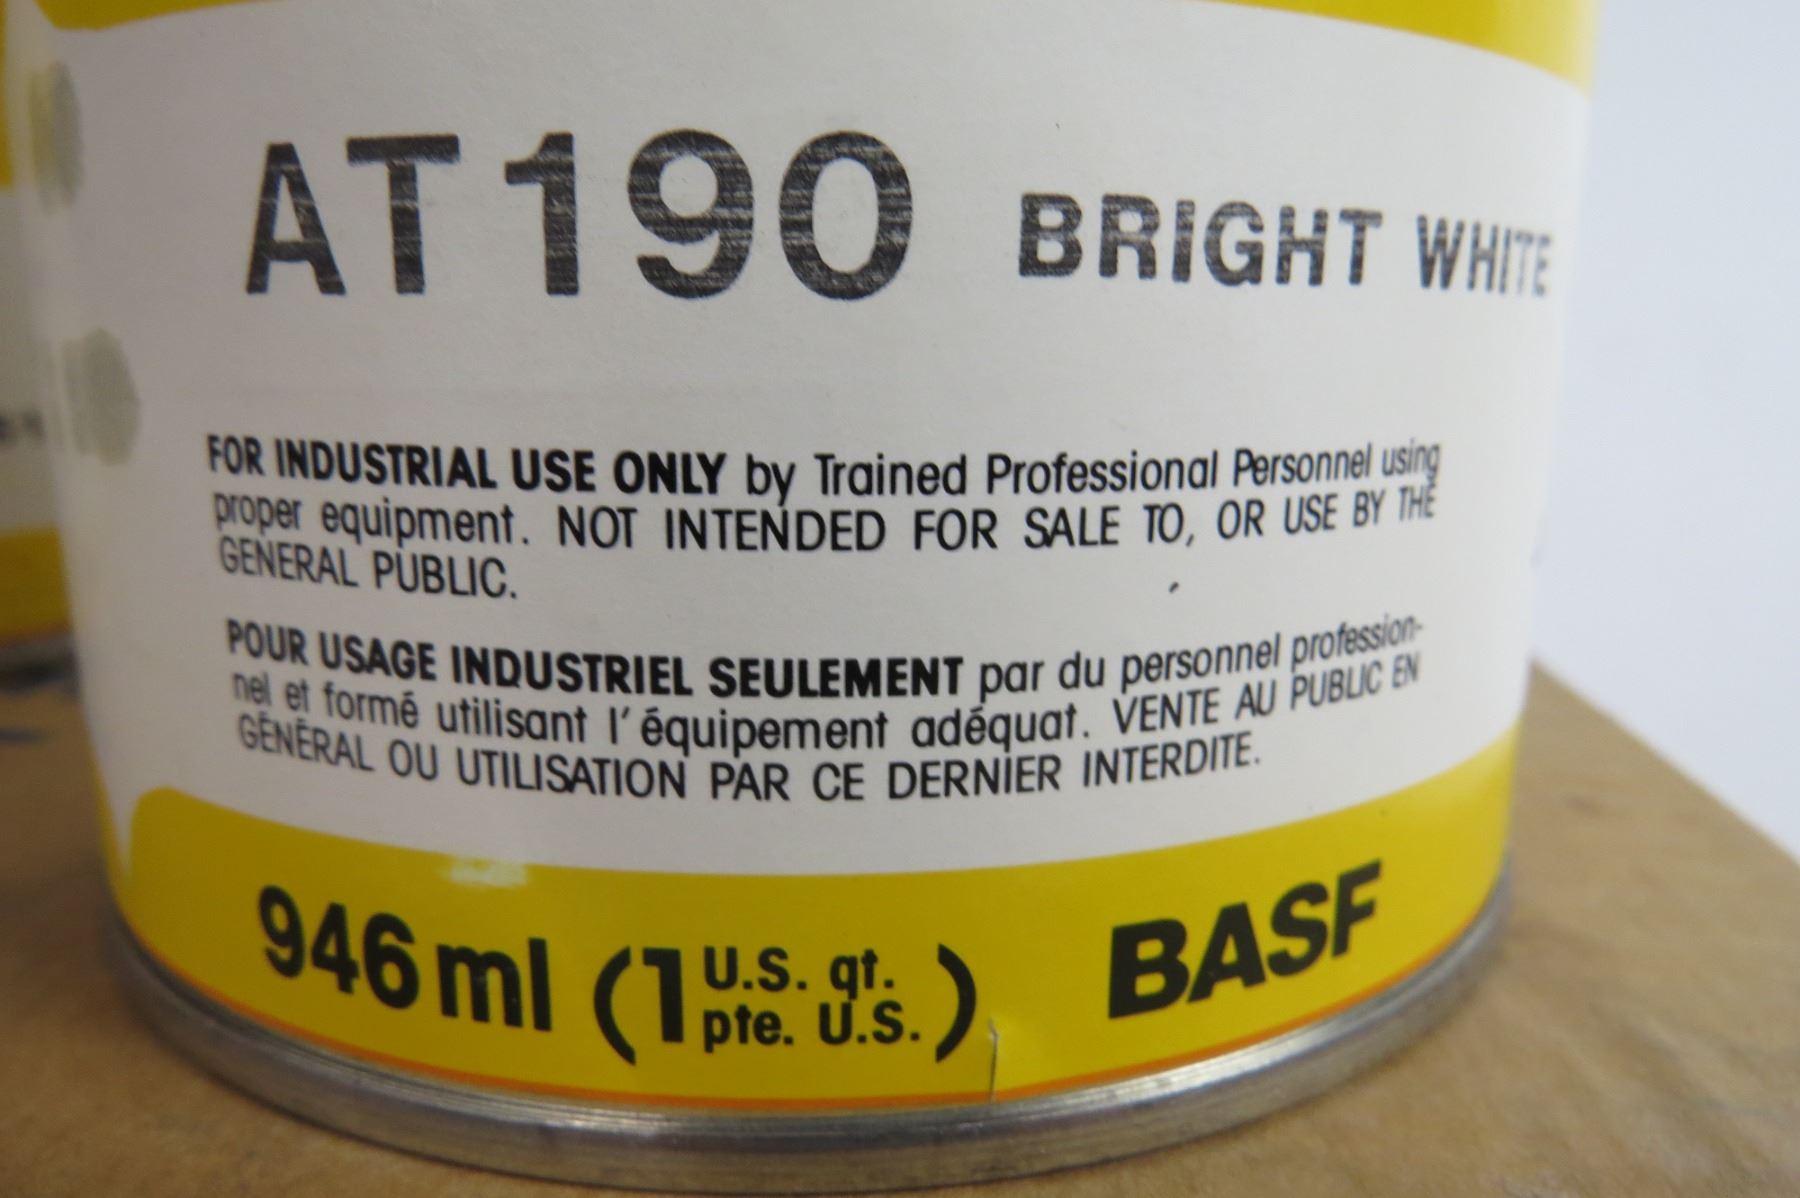 AT190 BRIGHT WHITE
FOR INDUSTRIAL USE ONLY by Trained Professional Personnel using
proper equipment. NOT INTENDED FOR SALE TO, OR USE BY THE
GENERAL PUBLIC.
POUR USAGE INDUSTRIEL SEULEMENT par du personnel profession-
nel et formé utilisant l'équipement adéquat. VENTE AU PUBLIC EN
GÉNÉRAL OU UTILISATION PAR CE DERNIER INTERDITE.
946 ml (1 U.S. qt.
pte. U.S.)
BASF